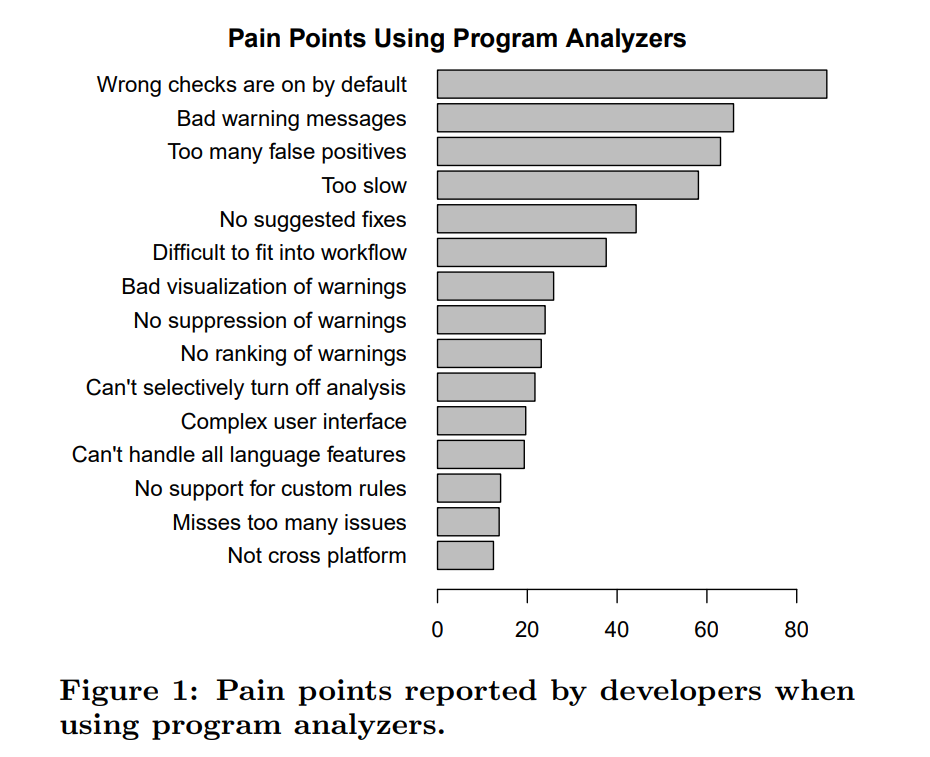 Pain Points Using Program Analyzers
Wrong checks are on by default
Bad warning messages
Too many false positives
Too slow
No suggested fixes
Difficult to fit into workflow
Bad visualization of warnings
No suppression of warnings
No ranking of warnings
Can't selectively turn off analysis
Complex user interface
Can't handle all language features
No support for custom rules
Misses too many issues
Not cross platform
0 20 40 60 80
Figure 1: Pain points reported by developers when
using program analyzers.